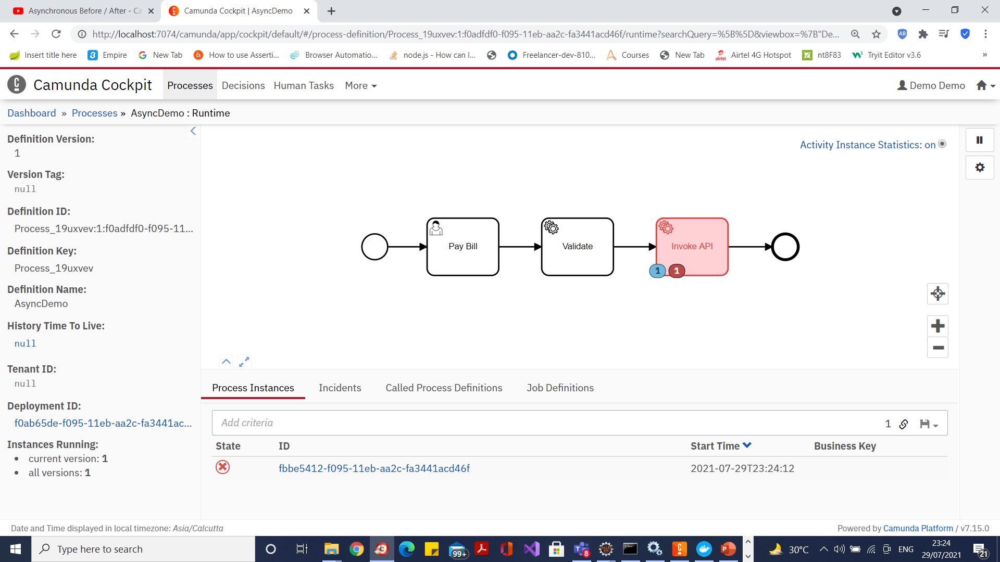 Asynchronous Before / After - Ca
Camunda Cockpit | AsyncDemo
http://localhost:7074/camunda/app/cockpit/default/#/process-definition/Process_19uxvev:1:f0adfdf0-f095-11eb-aa2c-fa3441acd46f/runtime?searchQuery=%5B%5D&viewbox=%7B"De...
Insert title here
Empire
New Tab
How to use Asserti...
Browser Automatio...
node.js - How can I...
Freelancer-dev-810...
Courses
New Tab
Airtel 4G Hotspot
nt8F83
Tryit Editor v3.6
»
Camunda Cockpit
Processes
Decisions
Human Tasks
More
Demo Demo
Dashboard » Processes » AsyncDemo : Runtime
Definition Version:
1
Version Tag:
null
Definition ID:
Process_19uxvev:1:f0adfdf0-f095-11...
Definition Key:
Process_19uxvev
Definition Name:
AsyncDemo
History Time To Live:
null
Tenant ID:
null
Deployment ID:
f0ab65de-f095-11eb-aa2c-fa3441ac...
Instances Running:
• current version: 1
• all versions: 1
Activity Instance Statistics: on
Pay Bill
Validate
Invoke API
1
1
Process Instances
Incidents
Called Process Definitions
Job Definitions
Add criteria
1
State
ID
Start Time
Business Key
fbbe5412-f095-11eb-aa2c-fa3441acd46f
2021-07-29T23:24:12
Date and Time displayed in local timezone: Asia/Calcutta
Powered by Camunda Platform / v7.15.0
Type here to search
99+
8
30°C
ENG
23:24
29/07/2021
21